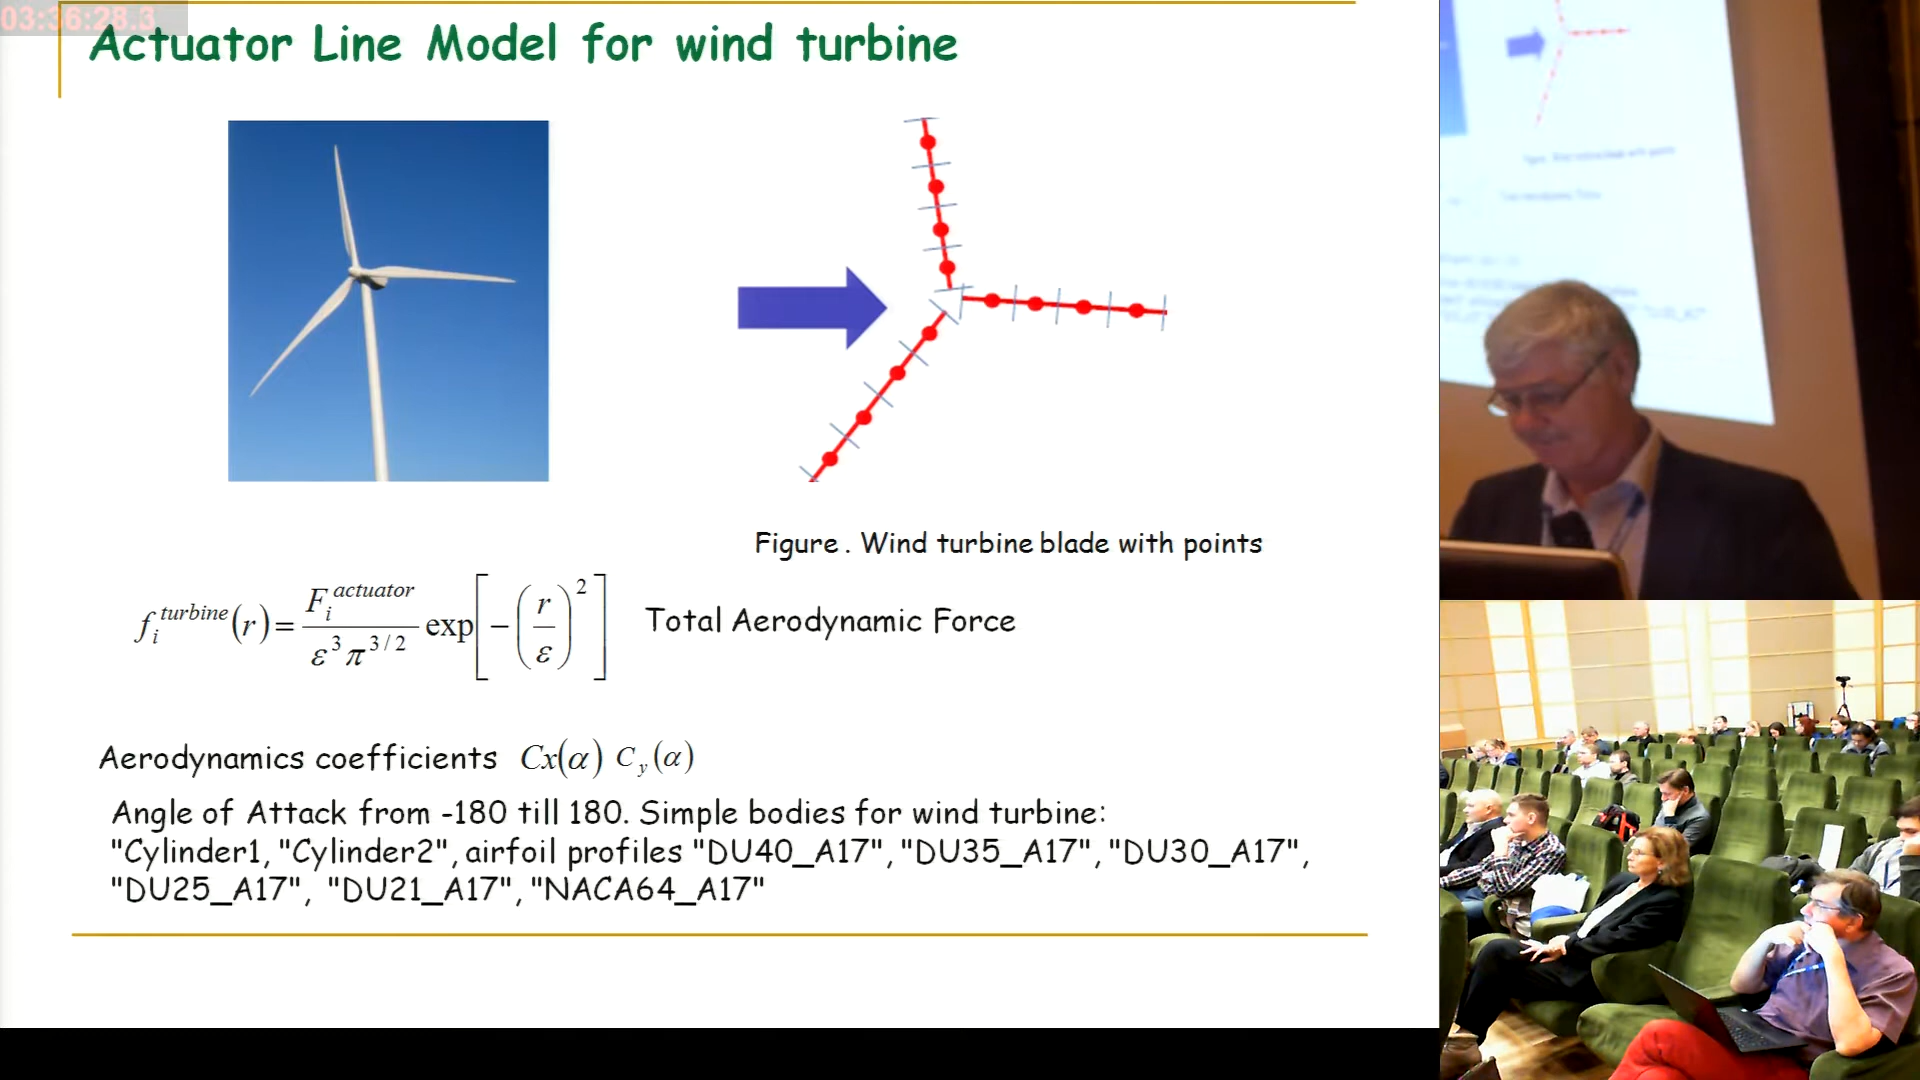 03:36:28.3
Actuator Line Model for wind turbine
Figure . Wind turbine blade with points
f_i^{turbine}(r) = \frac{F_i^{actuator}}{ε^3 π^{3/2}} exp[-(\frac{r}{ε})^2] Total Aerodynamic Force
Aerodynamics coefficients Cx(α) C_y(α)
Angle of Attack from -180 till 180. Simple bodies for wind turbine:
"Cylinder1, "Cylinder2", airfoil profiles "DU40_A17", "DU35_A17", "DU30_A17",
"DU25_A17", "DU21_A17", "NACA64_A17"